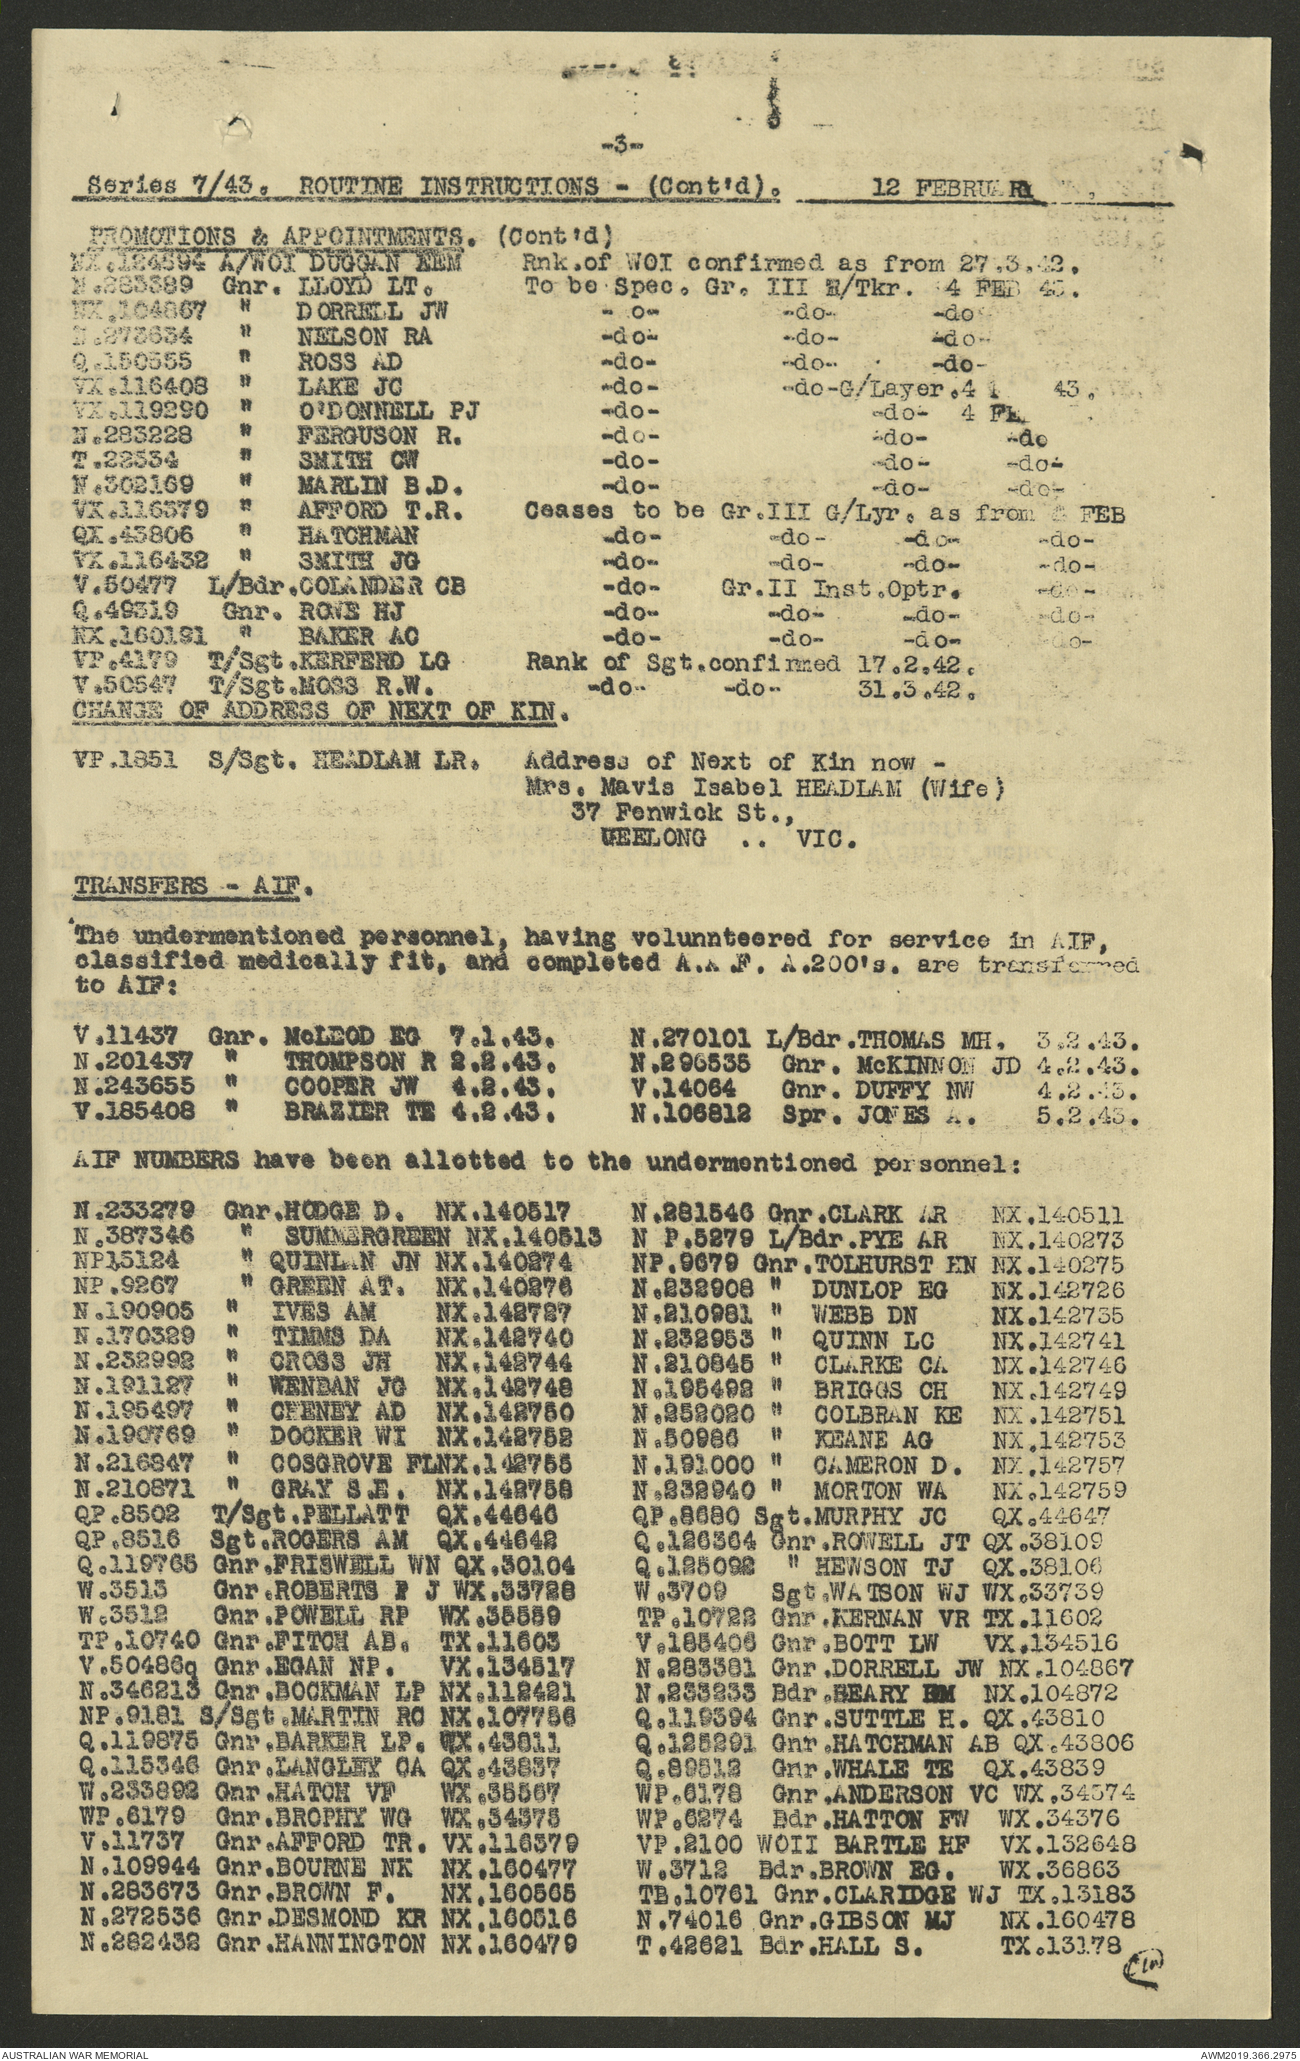 -3-
Series 7/43. ROUTINE INSTRUCTIONS - (Cont'd). 12 FEBRUARY
PROMOTIONS & APPOINTMENTS. (Cont'd)
NX.124594 A/WOI DUGGAN EEM Rnk.of WOI confirmed as from 27.3.42.
N.283389 Gnr. LLOYD LT. To be Spec. Gr. III H/Tkr. 4 FEB 43.
NX.104867 " DORRELL JW - o- -do- -do
N.273634 " NELSON RA -do- -do- -do-
Q.150555 " ROSS AD -do- -do- -do-
VX.116408 " LAKE JC -do- -do-G/Layer.4 43.
VX.119290 " O'DONNELL PJ -do- -do- 4 FE
N.283228 " FERGUSON R. -do- -do- -do
T.22534 " SMITH CW -do- -do- -do-
N.302169 " MARLIN B.D. -do- -do- -do-
VX.116379 " AFFORD T.R. Ceases to be Gr.III G/Lyr. as from FEB
QX.43806 " HATCHMAN -do- -do- -do- -do-
VX.116432 " SMITH JG -do- -do- -do- -do-
V.50477 L/Bdr.COLANDER CB -do- Gr.II Inst.Optr. -do-
Q.49319 Gnr. ROWE HJ -do- -do- -do- -do-
NX.160191 " BAKER AC -do- -do- -do- -do-
VP.4179 T/Sgt.KERFERD LG Rank of Sgt.confirmed 17.2.42.
V.50547 T/Sgt.MOSS R.W. -do- -do- 31.3.42.
CHANGE OF ADDRESS OF NEXT OF KIN.
VP.1851 S/Sgt. HEADLAM LR. Address of Next of Kin now -
Mrs. Mavis Isabel HEADLAM (Wife)
37 Fenwick St.,
GEELONG .. VIC.
TRANSFERS - AIF.
The undermentioned personnel, having volunnteered for service in AIF,
classified medically fit, and completed A.A.F. A.200's. are transferred
to AIF:
V.11437 Gnr. McLEOD EG 7.1.43. N.270101 L/Bdr.THOMAS MH. 3.2.43.
N.201437 " THOMPSON R 2.2.43. N.296535 Gnr. McKINNON JD 4.2.43.
N.243655 " COOPER JW 4.2.43. V.14064 Gnr. DUFFY NW 4.2.43.
V.185408 " BRAZIER TE 4.2.43. N.106812 Spr. JONES A. 5.2.43.
AIF NUMBERS have been allotted to the undermentioned personnel:
N.233279 Gnr.HODGE D. NX.140517 N.281546 Gnr.CLARK AR NX.140511
N.387346 " SUMMERGREEN NX.140513 N P.5279 L/Bdr.PYE AR NX.140273
NP15124 " QUINLAN JN NX.140274 NP.9679 Gnr.TOLHURST HN NX.140275
NP.9267 " GREEN AT. NX.140276 N.232908 " DUNLOP EG NX.142726
N.190905 " IVES AM NX.142727 N.210981 " WEBB DN NX.142735
N.170329 " TIMMS DA NX.142740 N.232953 " QUINN LC NX.142741
N.232992 " CROSS JH NX.142744 N.210845 " CLARKE CA NX.142746
N.191127 " WENBAN JG NX.142748 N.195492 " BRIGGS CH NX.142749
N.195497 " CHENEY AD NX.142750 N.252020 " COLBRAN KE NX.142751
N.190769 " DOCKER WI NX.142752 N.50986 " KEANE AG NX.142753
N.216847 " COSGROVE FLNX.142755 N.191000 " CAMERON D. NX.142757
N.210871 " GRAY S.E. NX.142758 N.232940 " MORTON WA NX.142759
QP.8502 T/Sgt.PELLATT QX.44646 QP.8680 Sgt.MURPHY JC QX.44647
QP.8516 Sgt.ROGERS AM QX.44642 Q.126364 Gnr.ROWELL JT QX.38109
Q.119765 Gnr.FRISWELL WN QX.30104 Q.125092 " HEWSON TJ QX.38106
W.3513 Gnr.ROBERTS F J WX.33728 W.3709 Sgt.WATSON WJ WX.33739
W.3512 Gnr.POWELL RP WX.35559 TP.10722 Gnr.KERNAN VR TX.11602
TP.10740 Gnr.FITCH AB. TX.11603 V.185406 Gnr.BOTT LW VX.134516
V.50486q Gnr.EGAN NP. VX.134517 N.283381 Gnr.DORRELL JW NX.104867
N.346213 Gnr.BOCKMAN LP NX.112421 N.233233 Bdr.HEARY EM NX.104872
NP.9181 S/Sgt.MARTIN RC NX.107756 Q.119394 Gnr.SUTTLE H. QX.43810
Q.119875 Gnr.BARKER LP. QX.43811 Q.125291 Gnr.HATCHMAN AB QX.43806
Q.115346 Gnr.LANGLEY CA QX.43837 Q.89512 Gnr.WHALE TE QX.43839
W.233892 Gnr.HATCH VF WX.35567 WP.6178 Gnr.ANDERSON VC WX.34374
WP.6179 Gnr.BROPHY WG WX.34375 WP.6274 Bdr.HATTON FW WX.34376
V.11737 Gnr.AFFORD TR. VX.116379 VP.2100 WOII BARTLE HF VX.132648
N.109944 Gnr.BOURNE NK NX.160477 W.3712 Bdr.BROWN EG. WX.36863
N.283673 Gnr.BROWN F. NX.160565 TB.10761 Gnr.CLARIDGE WJ TX.13183
N.272536 Gnr.DESMOND KR NX.160516 N.74016 Gnr.GIBSON MJ NX.160478
N.282432 Gnr.HANNINGTON NX.160479 T.42621 Bdr.HALL S. TX.13178
AUSTRALIAN WAR MEMORIAL AWM2019.366.2975